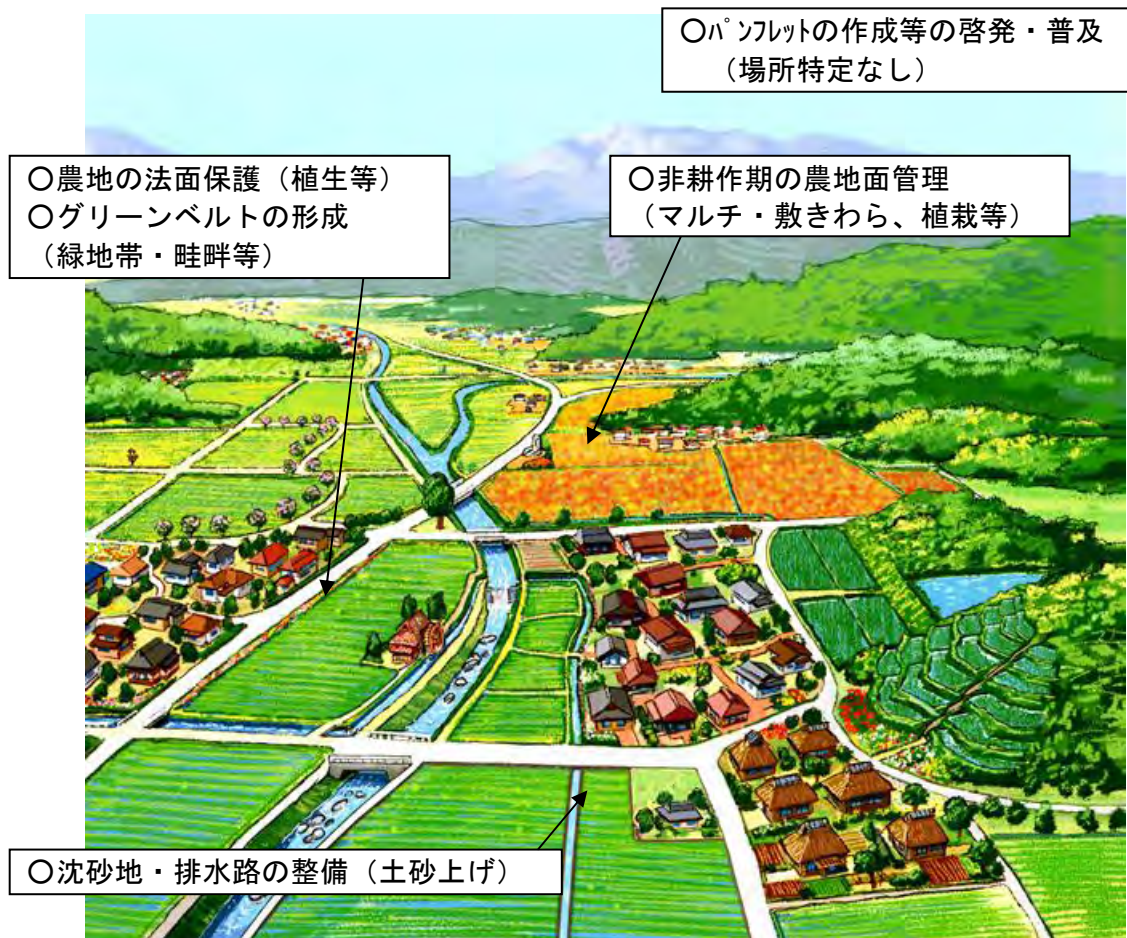 ○ﾊﾟﾝﾌﾚｯﾄの作成等の啓発・普及
（場所特定なし）
○農地の法面保護（植生等）
○グリーンベルトの形成
（緑地帯・畦畔等）
○非耕作期の農地面管理
（マルチ・敷きわら、植栽等）
○沈砂地・排水路の整備（土砂上げ）